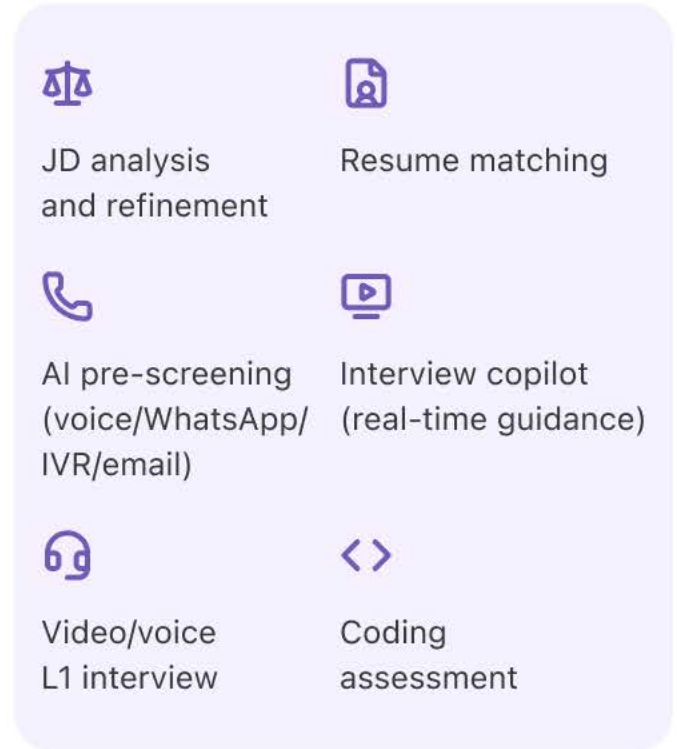 JD analysis
and refinement
Resume matching
AI pre-screening
(voice/WhatsApp/
IVR/email)
Interview copilot
(real-time guidance)
Video/voice
L1 interview
Coding
assessment